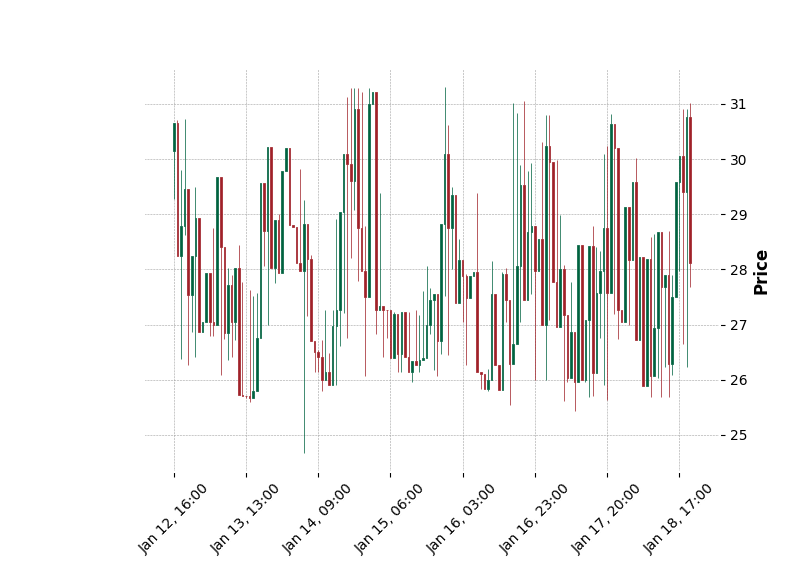 31
30
29
28
27
26
25
Price
Jan 12, 16:00
Jan 13, 13:00
Jan 14, 09:00
Jan 15, 06:00
Jan 16, 03:00
Jan 16, 23:00
Jan 17, 20:00
Jan 18, 17:00